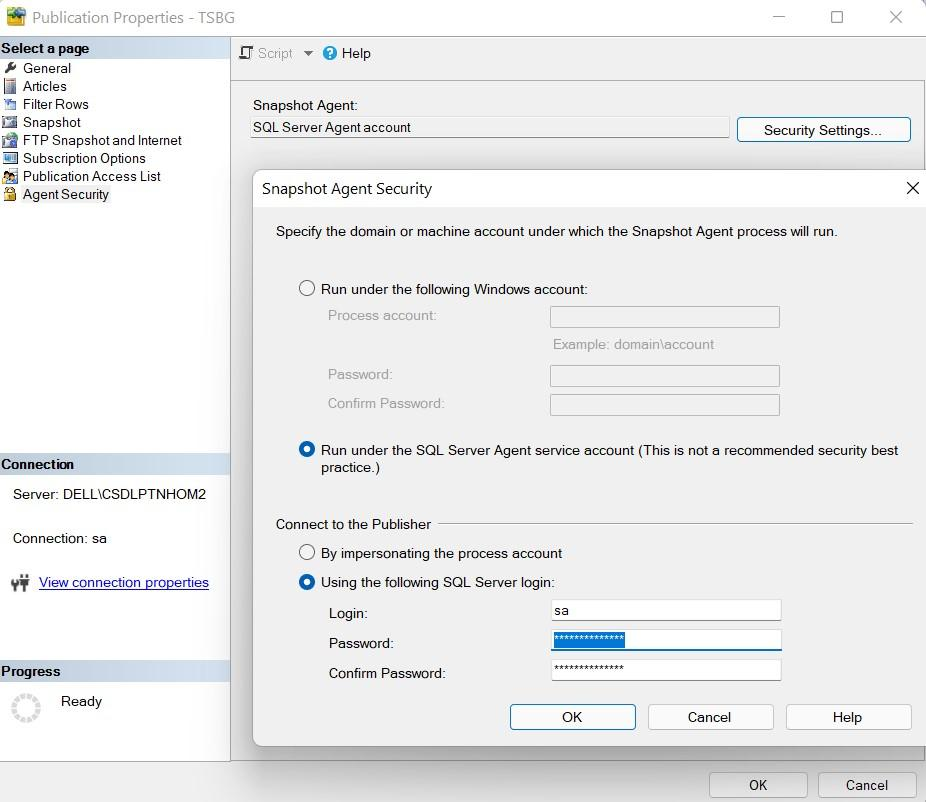 Publication Properties - TSBG
Select a page
General
Articles
Filter Rows
Snapshot
FTP Snapshot and Internet
Subscription Options
Publication Access List
Agent Security
Connection
Server: DELL\CSDLPTNHOM2
Connection: sa
View connection properties
Progress
Ready
Script
Help
Snapshot Agent:
SQL Server Agent account
Security Settings...
Snapshot Agent Security
Specify the domain or machine account under which the Snapshot Agent process will run.
Run under the following Windows account:
Process account:
Example: domain\account
Password:
Confirm Password:
Run under the SQL Server Agent service account (This is not a recommended security best
practice.)
Connect to the Publisher
By impersonating the process account
Using the following SQL Server login:
Login: sa
Password: **************
Confirm Password: **************
OK Cancel Help
OK Cancel